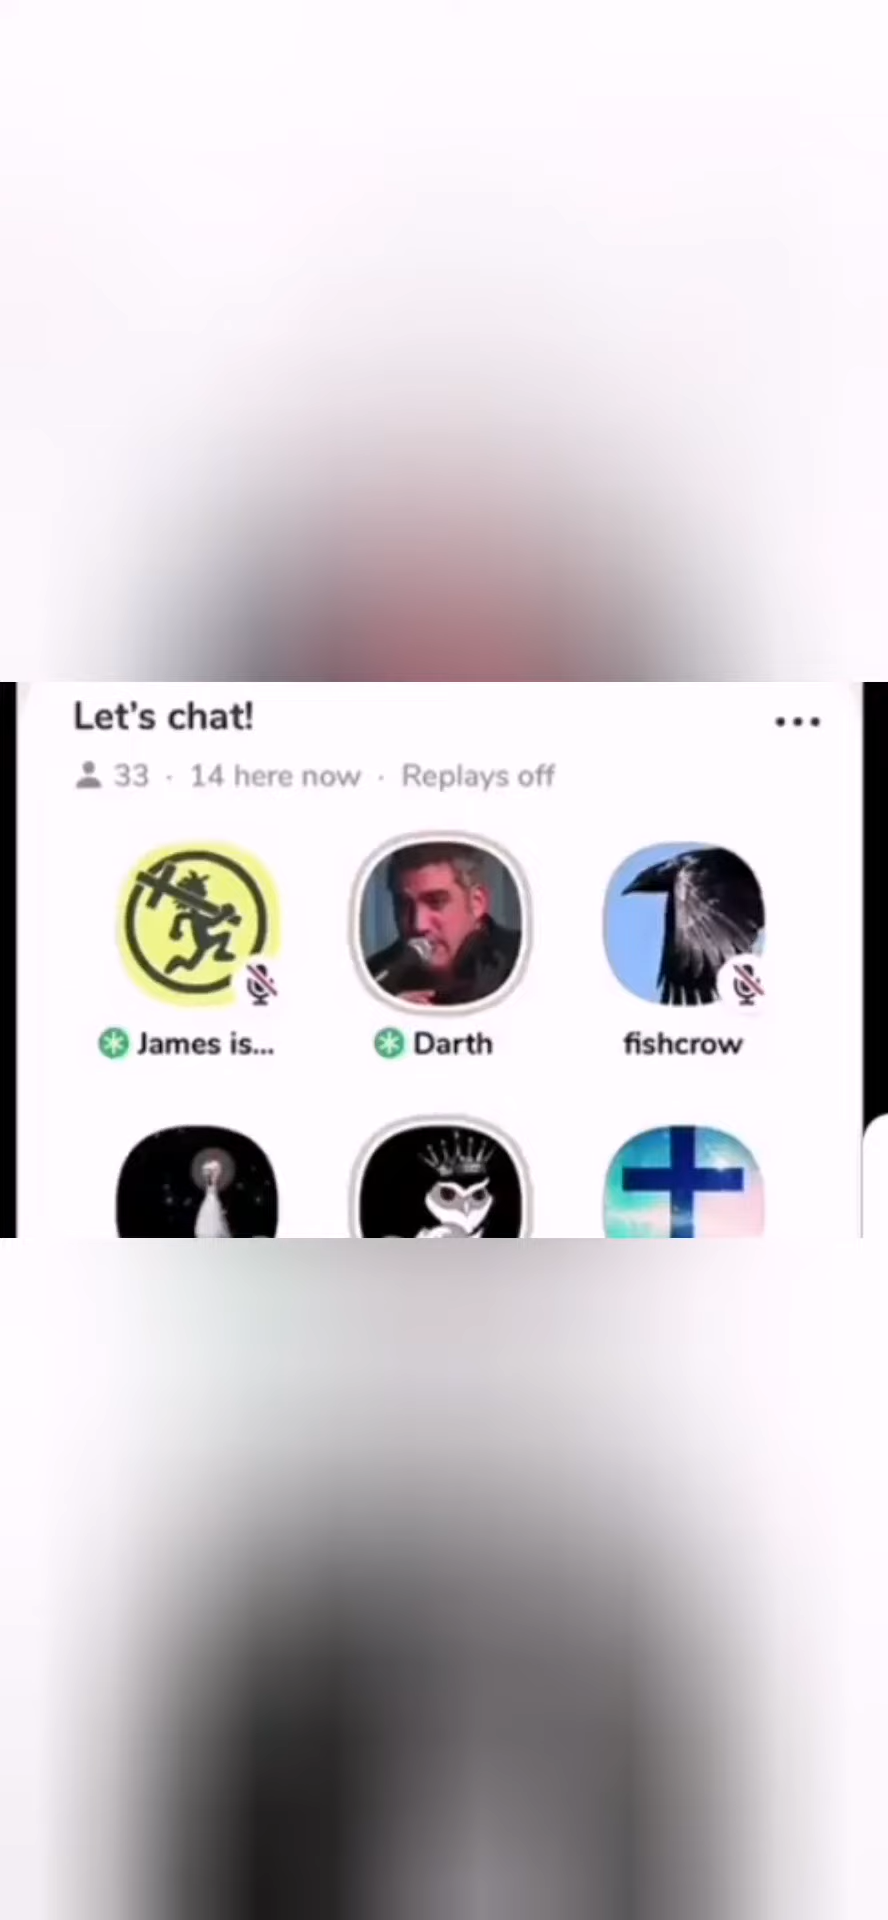 Let's chat!
33 · 14 here now · Replays off
James is...
Darth
fishcrow